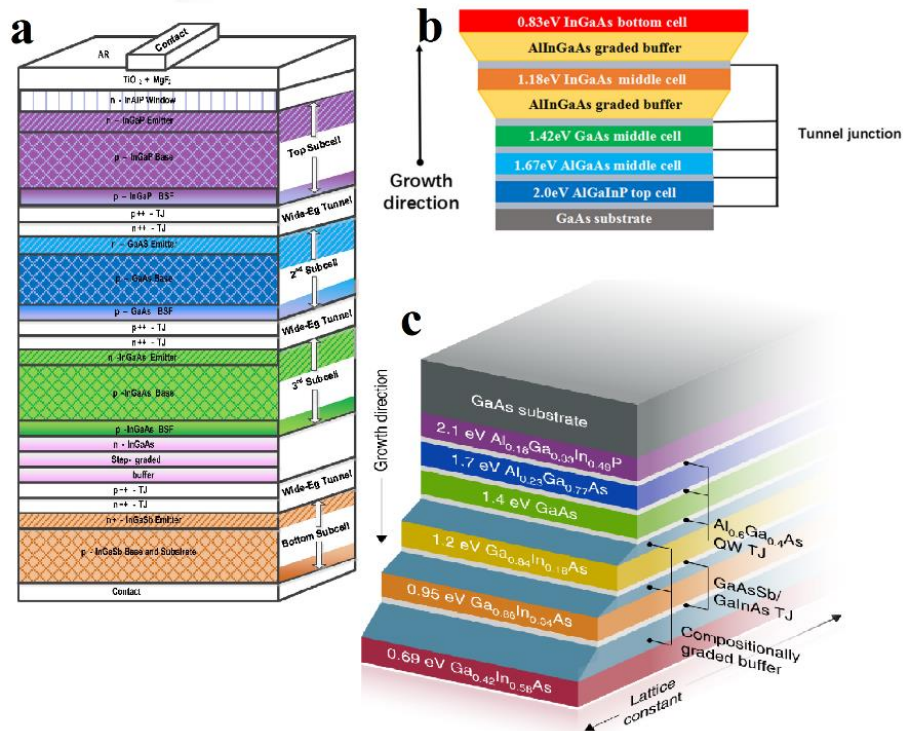 a
Contact
AR
TiO₂ + MgF₂
n - InAlP Window
n - InGaP Emitter
p – InGaP Base
p – InGaP BSF
Top Subcell
p++ - TJ
n++ - TJ
Wide-Eg Tunnel
n – GaAS Emitter
p – GaAs Base
p – GaAs BSF
2nd Subcell
p++ - TJ
n++ - TJ
Wide-Eg Tunnel
n -InGaAs Emitter
p -InGaAs Base
p -InGaAs BSF
3rd Subcell
n - InGaAs
Step- graded
buffer
p++ - TJ
n++ - TJ
Wide-Eg Tunnel
n+ - InGaSb Emitter
p - InGaSb Base and Substrate
Bottom Subcell
Contact
b
0.83eV InGaAs bottom cell
AlInGaAs graded buffer
1.18eV InGaAs middle cell
AlInGaAs graded buffer
1.42eV GaAs middle cell
1.67eV AlGaAs middle cell
2.0eV AlGaInP top cell
GaAs substrate
Growth
direction
Tunnel junction
c
Growth direction
GaAs substrate
2.1 eV Al0.18Ga0.33In0.49P
1.7 eV Al0.23Ga0.77As
1.4 eV GaAs
1.2 eV Ga0.84In0.16As
0.95 eV Ga0.66In0.34As
0.69 eV Ga0.42In0.58As
Al0.6Ga0.4As
QW TJ
GaAsSb/
GaInAs TJ
Compositionally
graded buffer
Lattice
constant